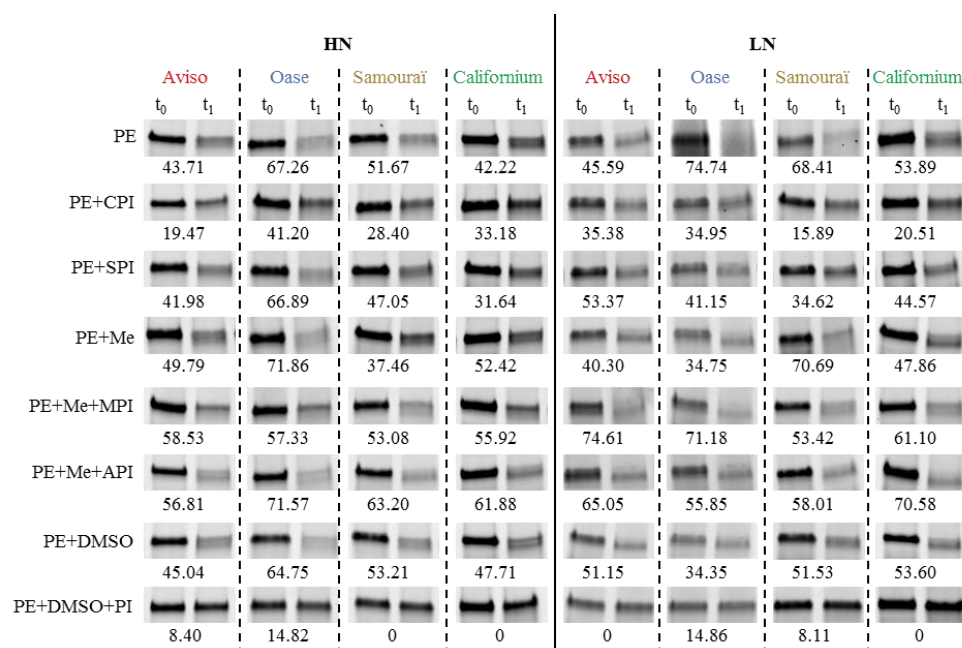 HN LN
Aviso Oase Samouraï Californium Aviso Oase Samouraï Californium
t0 t1 t0 t1 t0 t1 t0 t1 t0 t1 t0 t1 t0 t1 t0 t1
PE
43.71 67.26 51.67 42.22 45.59 74.74 68.41 53.89
PE+CPI
19.47 41.20 28.40 33.18 35.38 34.95 15.89 20.51
PE+SPI
41.98 66.89 47.05 31.64 53.37 41.15 34.62 44.57
PE+Me
49.79 71.86 37.46 52.42 40.30 34.75 70.69 47.86
PE+Me+MPI
58.53 57.33 53.08 55.92 74.61 71.18 53.42 61.10
PE+Me+API
56.81 71.57 63.20 61.88 65.05 55.85 58.01 70.58
PE+DMSO
45.04 64.75 53.21 47.71 51.15 34.35 51.53 53.60
PE+DMSO+PI
8.40 14.82 0 0 0 14.86 8.11 0